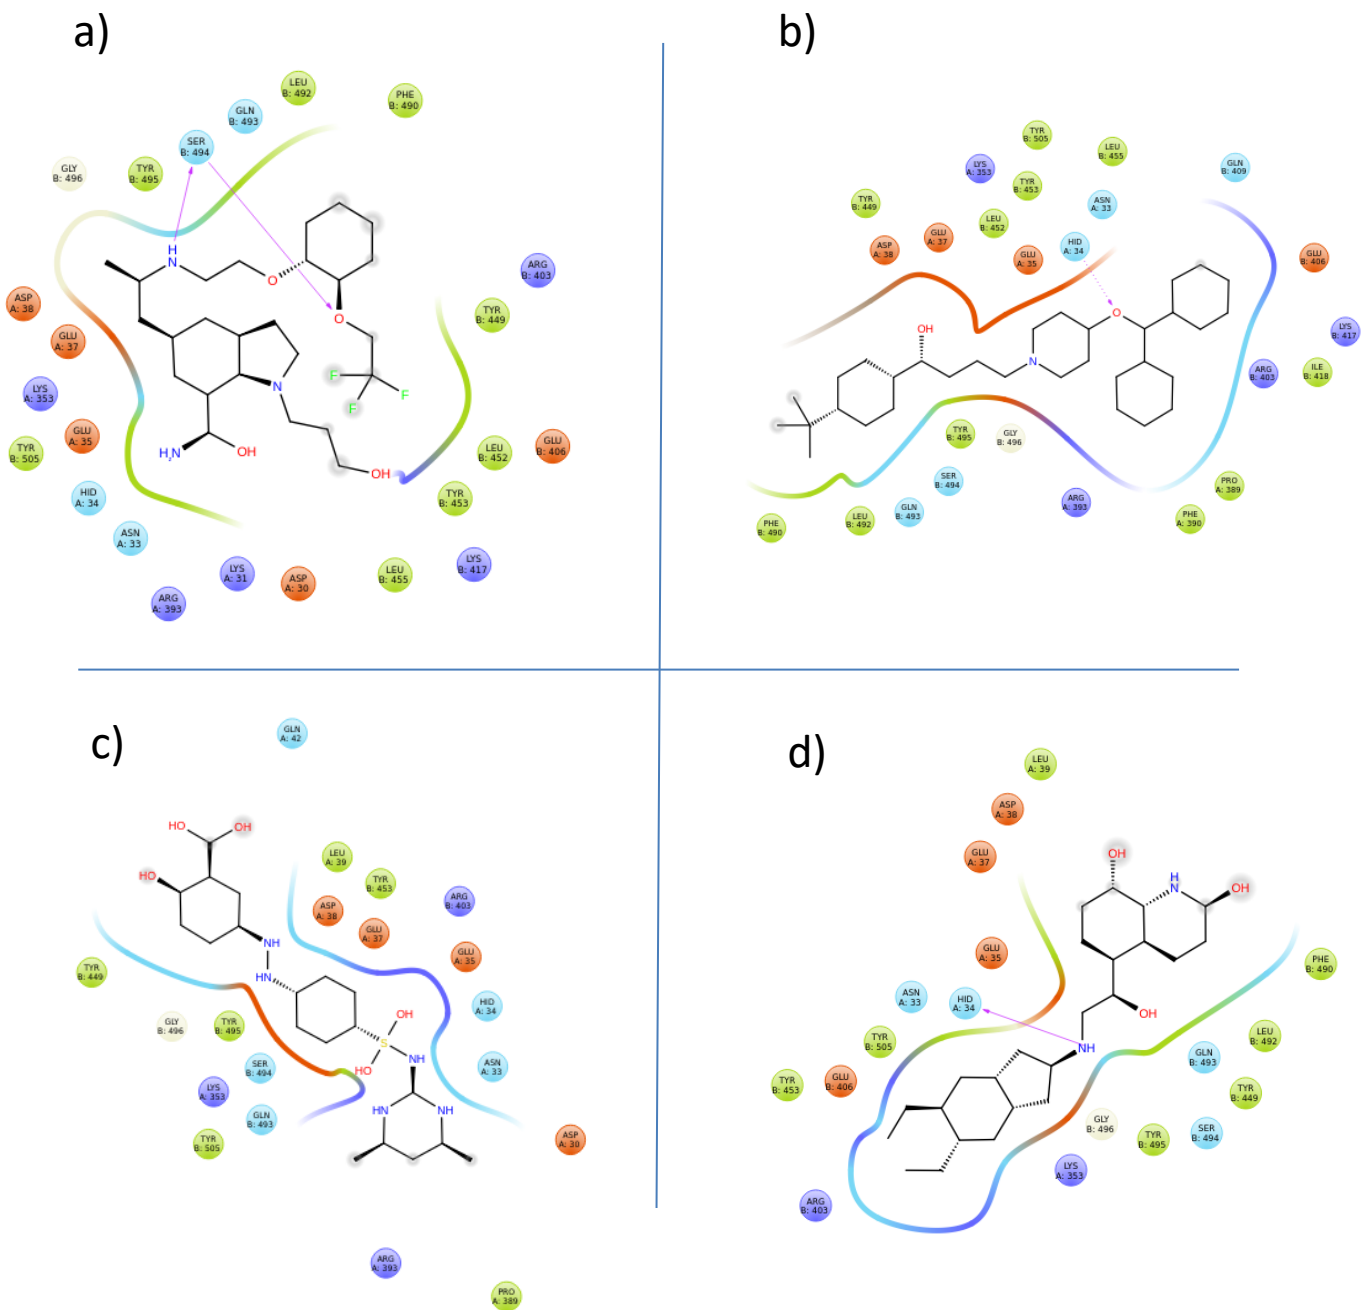 a)
LEU
B: 492
PHE
B: 490
GLN
B: 493
SER
B: 494
GLY
B: 496
TYR
B: 495
H
N
O
ARG
B: 403
ASP
A: 38
TYR
B: 449
O
GLU
A: 37
F
F
F
LYS
A: 353
N
GLU
A: 35
TYR
B: 505
H₂N
OH
OH
LEU
B: 452
GLU
B: 406
HID
A: 34
TYR
B: 453
ASN
A: 33
LYS
A: 31
ASP
A: 30
LEU
B: 455
LYS
B: 417
ARG
A: 393
b)
TYR
B: 505
LEU
B: 455
LYS
A: 353
TYR
B: 453
GLN
B: 409
TYR
B: 449
ASN
A: 33
LEU
B: 452
ASP
A: 38
GLU
A: 37
HID
A: 34
GLU
A: 35
GLU
B: 406
OH
O
LYS
B: 417
N
ARG
B: 403
ILE
B: 418
TYR
B: 495
GLY
B: 496
SER
B: 494
PRO
A: 389
ARG
A: 393
GLN
B: 493
LEU
B: 492
PHE
B: 490
PHE
A: 390
c)
GLN
A: 42
HO
OH
HO
LEU
A: 39
TYR
B: 453
ARG
B: 403
ASP
A: 38
GLU
A: 37
GLU
A: 35
NH
HN
TYR
B: 449
HID
A: 34
GLY
B: 496
TYR
B: 495
OH
S
HO
NH
SER
B: 494
ASN
A: 33
LYS
A: 353
GLN
B: 493
HN
NH
TYR
B: 505
ASP
A: 30
ARG
A: 393
PRO
A: 389
d)
LEU
A: 39
ASP
A: 38
GLU
A: 37
OH
H
N
OH
GLU
A: 35
PHE
B: 490
ASN
A: 33
HID
A: 34
OH
TYR
B: 505
NH
LEU
B: 492
GLN
B: 493
TYR
B: 453
GLU
B: 406
TYR
B: 449
GLY
B: 496
TYR
B: 495
SER
B: 494
LYS
A: 353
ARG
B: 403